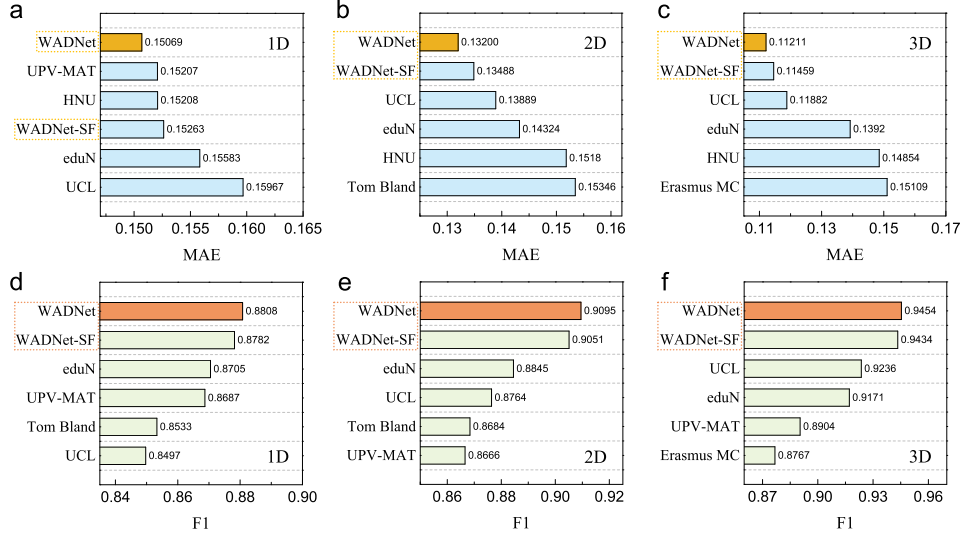 a
1D
WADNet 0.15069
UPV-MAT 0.15207
HNU 0.15208
WADNet-SF 0.15263
eduN 0.15583
UCL 0.15967
0.150 0.155 0.160 0.165
MAE
b
2D
WADNet 0.13200
WADNet-SF 0.13488
UCL 0.13889
eduN 0.14324
HNU 0.1518
Tom Bland 0.15346
0.13 0.14 0.15 0.16
MAE
c
3D
WADNet 0.11211
WADNet-SF 0.11459
UCL 0.11882
eduN 0.1392
HNU 0.14854
Erasmus MC 0.15109
0.11 0.13 0.15 0.17
MAE
d
WADNet 0.8808
WADNet-SF 0.8782
eduN 0.8705
UPV-MAT 0.8687
Tom Bland 0.8533
UCL 0.8497
1D
0.84 0.86 0.88 0.90
F1
e
WADNet 0.9095
WADNet-SF 0.9051
eduN 0.8845
UCL 0.8764
Tom Bland 0.8684
UPV-MAT 0.8666
2D
0.86 0.88 0.90 0.92
F1
f
WADNet 0.9454
WADNet-SF 0.9434
UCL 0.9236
eduN 0.9171
UPV-MAT 0.8904
Erasmus MC 0.8767
3D
0.87 0.90 0.93 0.96
F1